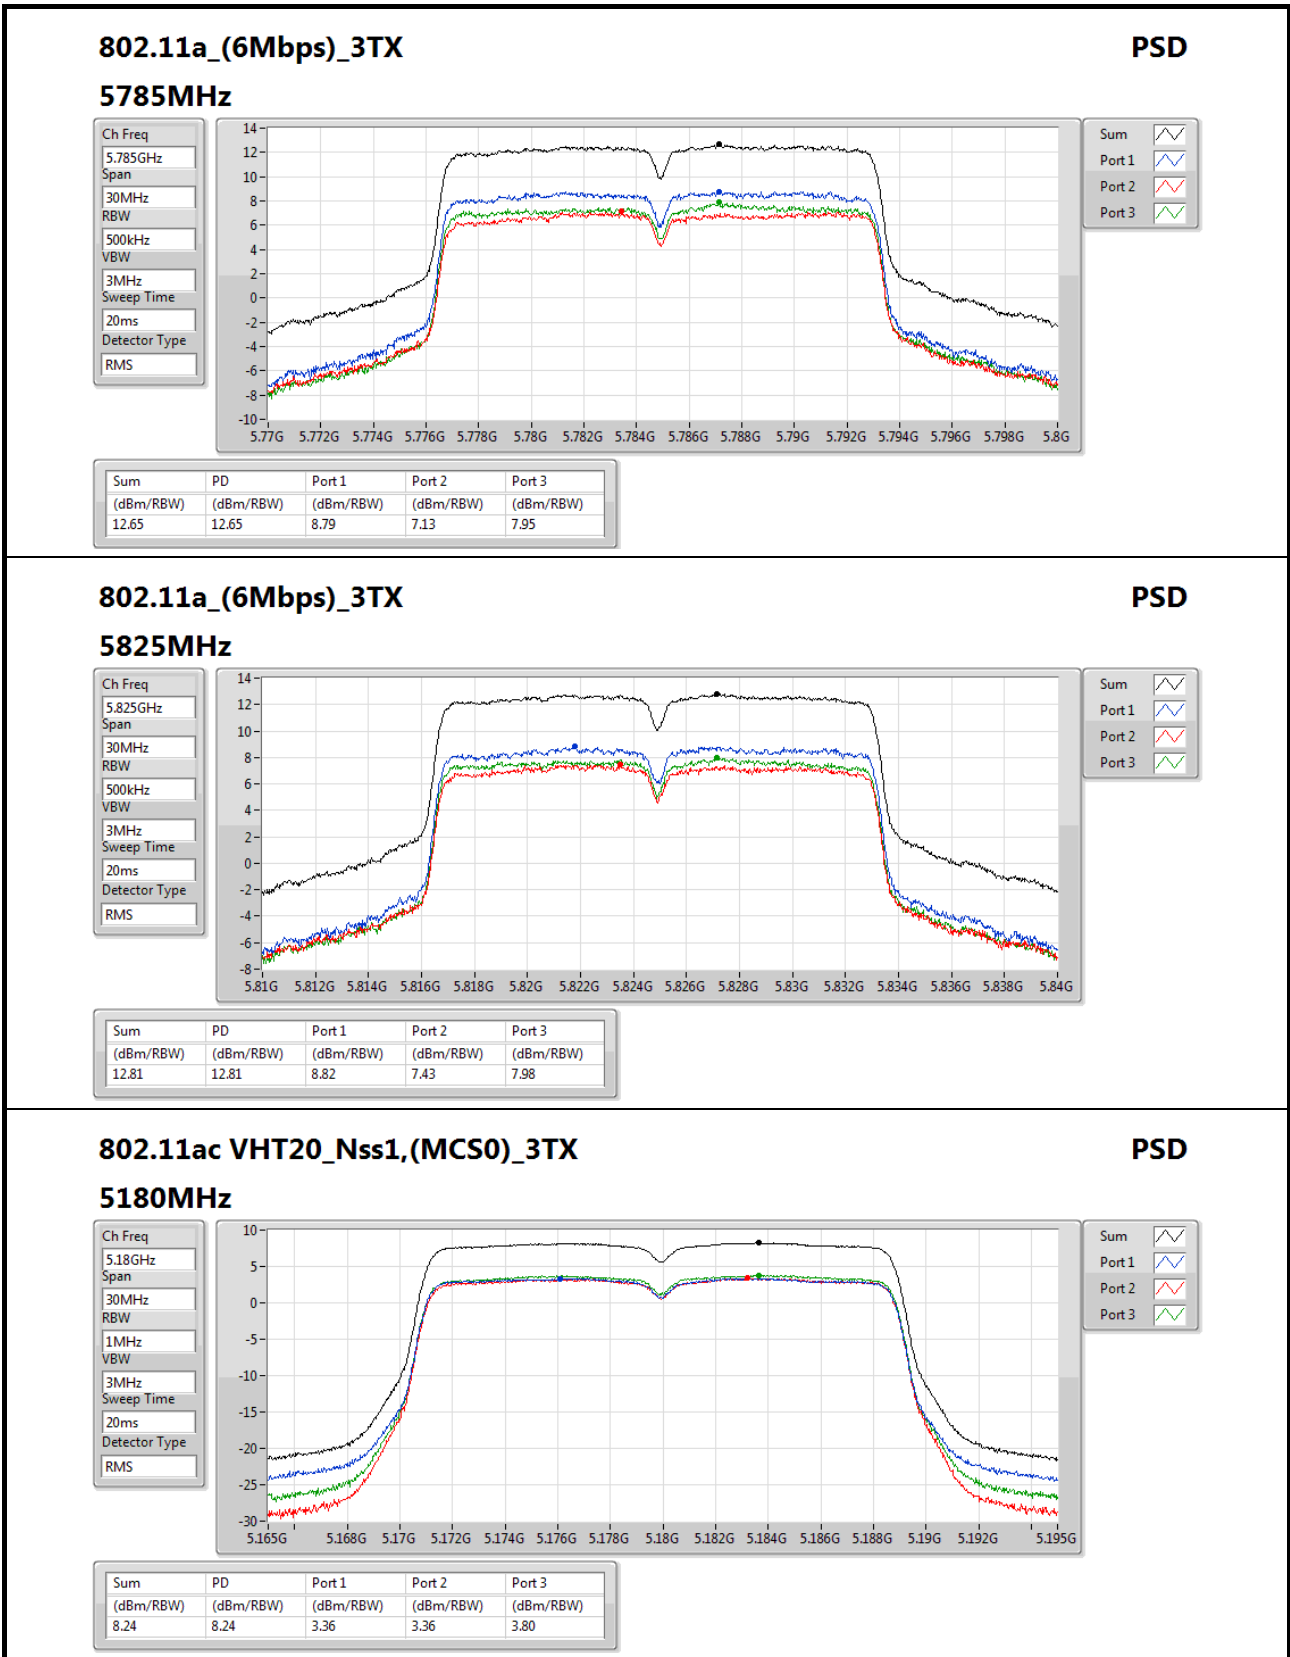 802.11a_(6Mbps)_3TX PSD
5785MHz
Ch Freq
5.785GHz
Span
30MHz
RBW
500kHz
VBW
3MHz
Sweep Time
20ms
Detector Type
RMS
14
12
10
8
6
4
2
0
-2
-4
-6
-8
-10
5.77G 5.772G 5.774G 5.776G 5.778G 5.78G 5.782G 5.784G 5.786G 5.788G 5.79G 5.792G 5.794G 5.796G 5.798G 5.8G
Sum
Port 1
Port 2
Port 3
Sum PD Port 1 Port 2 Port 3
(dBm/RBW) (dBm/RBW) (dBm/RBW) (dBm/RBW) (dBm/RBW)
12.65 12.65 8.79 7.13 7.95
802.11a_(6Mbps)_3TX PSD
5825MHz
Ch Freq
5.825GHz
Span
30MHz
RBW
500kHz
VBW
3MHz
Sweep Time
20ms
Detector Type
RMS
14
12
10
8
6
4
2
0
-2
-4
-6
-8
5.81G 5.812G 5.814G 5.816G 5.818G 5.82G 5.822G 5.824G 5.826G 5.828G 5.83G 5.832G 5.834G 5.836G 5.838G 5.84G
Sum
Port 1
Port 2
Port 3
Sum PD Port 1 Port 2 Port 3
(dBm/RBW) (dBm/RBW) (dBm/RBW) (dBm/RBW) (dBm/RBW)
12.81 12.81 8.82 7.43 7.98
802.11ac VHT20_Nss1,(MCS0)_3TX PSD
5180MHz
Ch Freq
5.18GHz
Span
30MHz
RBW
1MHz
VBW
3MHz
Sweep Time
20ms
Detector Type
RMS
10
5
0
-5
-10
-15
-20
-25
-30
5.165G 5.168G 5.17G 5.172G 5.174G 5.176G 5.178G 5.18G 5.182G 5.184G 5.186G 5.188G 5.19G 5.192G 5.195G
Sum
Port 1
Port 2
Port 3
Sum PD Port 1 Port 2 Port 3
(dBm/RBW) (dBm/RBW) (dBm/RBW) (dBm/RBW) (dBm/RBW)
8.24 8.24 3.36 3.36 3.80